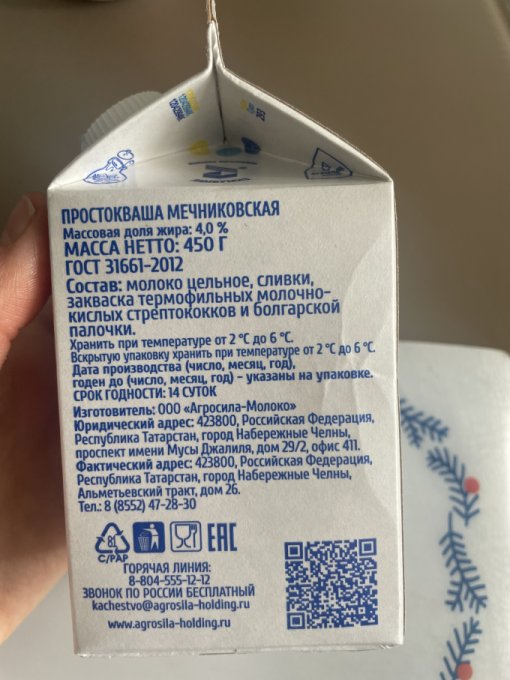 ПРОСТОКВАША МЕЧНИКОВСКАЯ
Массовая доля жира: 4,0 %
МАССА НЕТТО: 450 Г
ГОСТ 31661-2012
Состав: молоко цельное, сливки,
закваска термофильных молочно-
кислых стрептококков и болгарской
палочки.
Хранить при температуре от 2 °С до 6 °С.
Вскрытую упаковку хранить при температуре от 2 °С до 6 °С.
Дата производства (число, месяц, год),
годен до (число, месяц, год) - указаны на упаковке.
СРОК ГОДНОСТИ: 14 СУТОК
Изготовитель: ООО «Агросила-Молоко»
Юридический адрес: 423800, Российская Федерация,
Республика Татарстан, город Набережные Челны,
проспект имени Мусы Джалиля, дом 29/2, офис 411.
Фактический адрес: 423800, Российская Федерация,
Республика Татарстан, город Набережные Челны,
Альметьевский тракт, дом 26.
Тел.: 8 (8552) 47-28-30
81
C/PAP
EAC
ГОРЯЧАЯ ЛИНИЯ:
8-804-555-12-12
ЗВОНОК ПО РОССИИ БЕСПЛАТНЫЙ
kachestvo@agrosila-holding.ru
www.agrosila-holding.ru